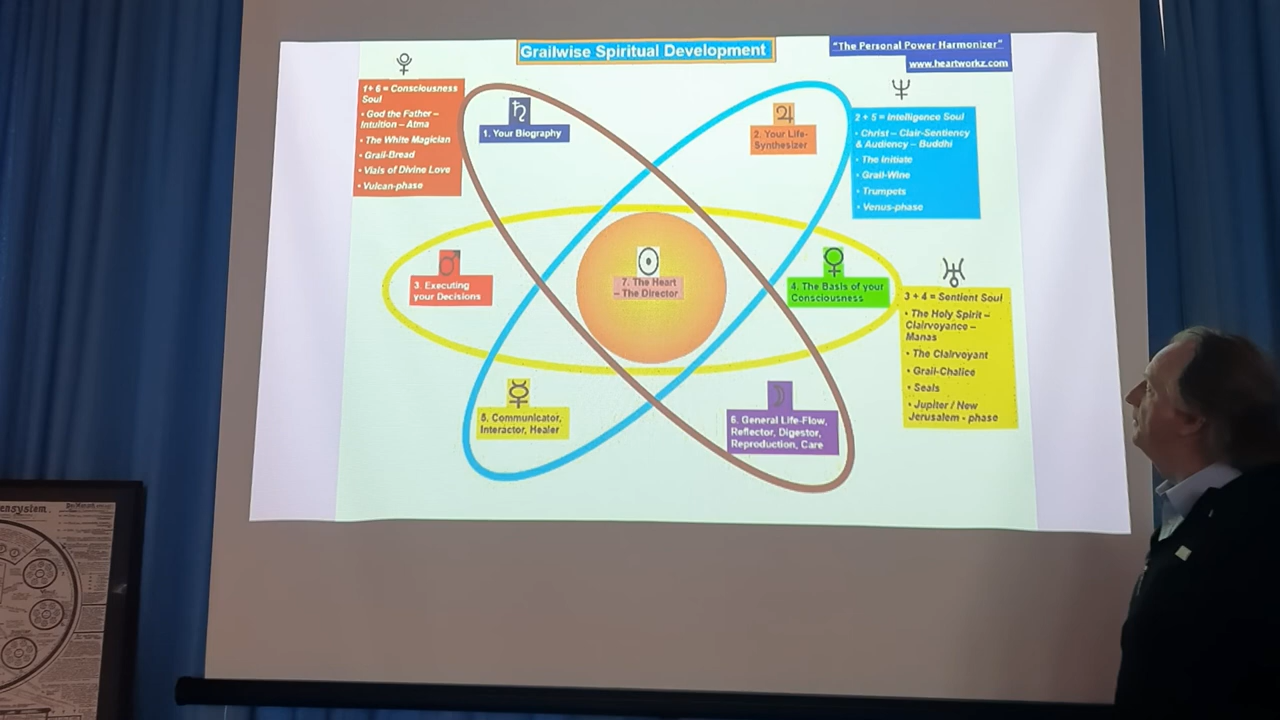 Grailwise Spiritual Development
"The Personal Power Harmonizer"
www.heartworkz.com
1+ 6 = Consciousness
Soul
• God the Father –
Intuition – Atma
• The White Magician
• Grail-Bread
• Vials of Divine Love
• Vulcan-phase
1. Your Biography
2. Your Life-
Synthesizer
2 + 5 = Intelligence Soul
• Christ – Clair-Sentiency
& Audiency – Buddhi
• The Initiate
• Grail-Wine
• Trumpets
• Venus-phase
3. Executing
your Decisions
7. The Heart
– The Director
4. The Basis of your
Consciousness
3 + 4 = Sentient Soul
• The Holy Spirit –
Clairvoyance –
Manas
• The Clairvoyant
• Grail-Chalice
• Seals
• Jupiter / New
Jerusalem - phase
5. Communicator,
Interactor, Healer
6. General Life-Flow,
Reflector, Digestor,
Reproduction, Care
ensystem